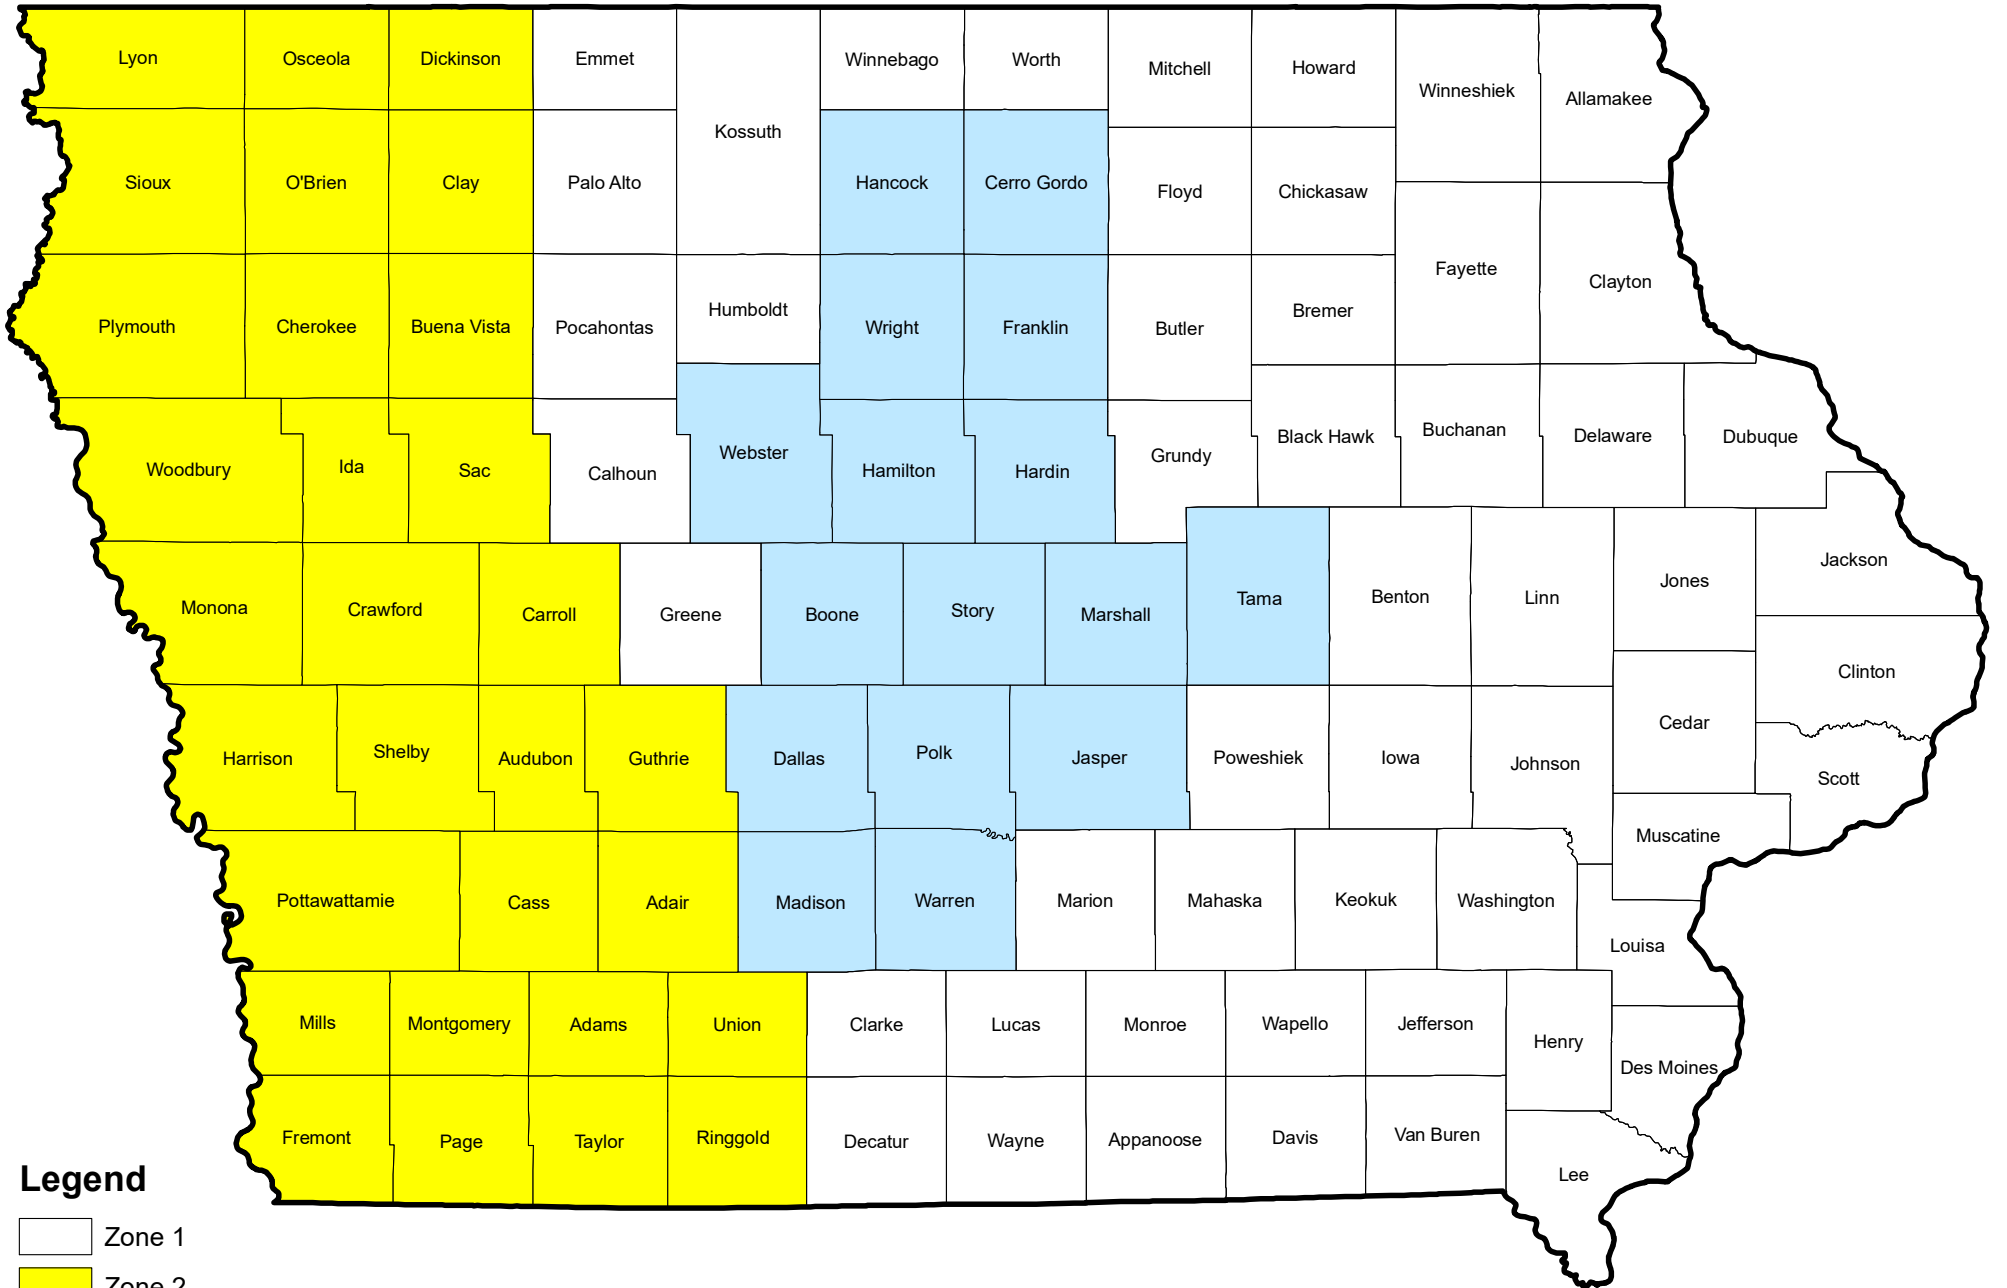 Lyon
Osceola
Dickinson
Emmet
Kossuth
Winnebago
Worth
Mitchell
Howard
Winneshiek
Allamakee
Sioux
O'Brien
Clay
Palo Alto
Hancock
Cerro Gordo
Floyd
Chickasaw
Fayette
Clayton
Plymouth
Cherokee
Buena Vista
Pocahontas
Humboldt
Wright
Franklin
Butler
Bremer
Woodbury
Ida
Sac
Calhoun
Webster
Hamilton
Hardin
Grundy
Black Hawk
Buchanan
Delaware
Dubuque
Monona
Crawford
Carroll
Greene
Boone
Story
Marshall
Tama
Benton
Linn
Jones
Jackson
Clinton
Harrison
Shelby
Audubon
Guthrie
Dallas
Polk
Jasper
Poweshiek
Iowa
Johnson
Cedar
Scott
Muscatine
Pottawattamie
Cass
Adair
Madison
Warren
Marion
Mahaska
Keokuk
Washington
Louisa
Mills
Montgomery
Adams
Union
Clarke
Lucas
Monroe
Wapello
Jefferson
Henry
Des Moines
Fremont
Page
Taylor
Ringgold
Decatur
Wayne
Appanoose
Davis
Van Buren
Lee
Legend
Zone 1
Zone 2